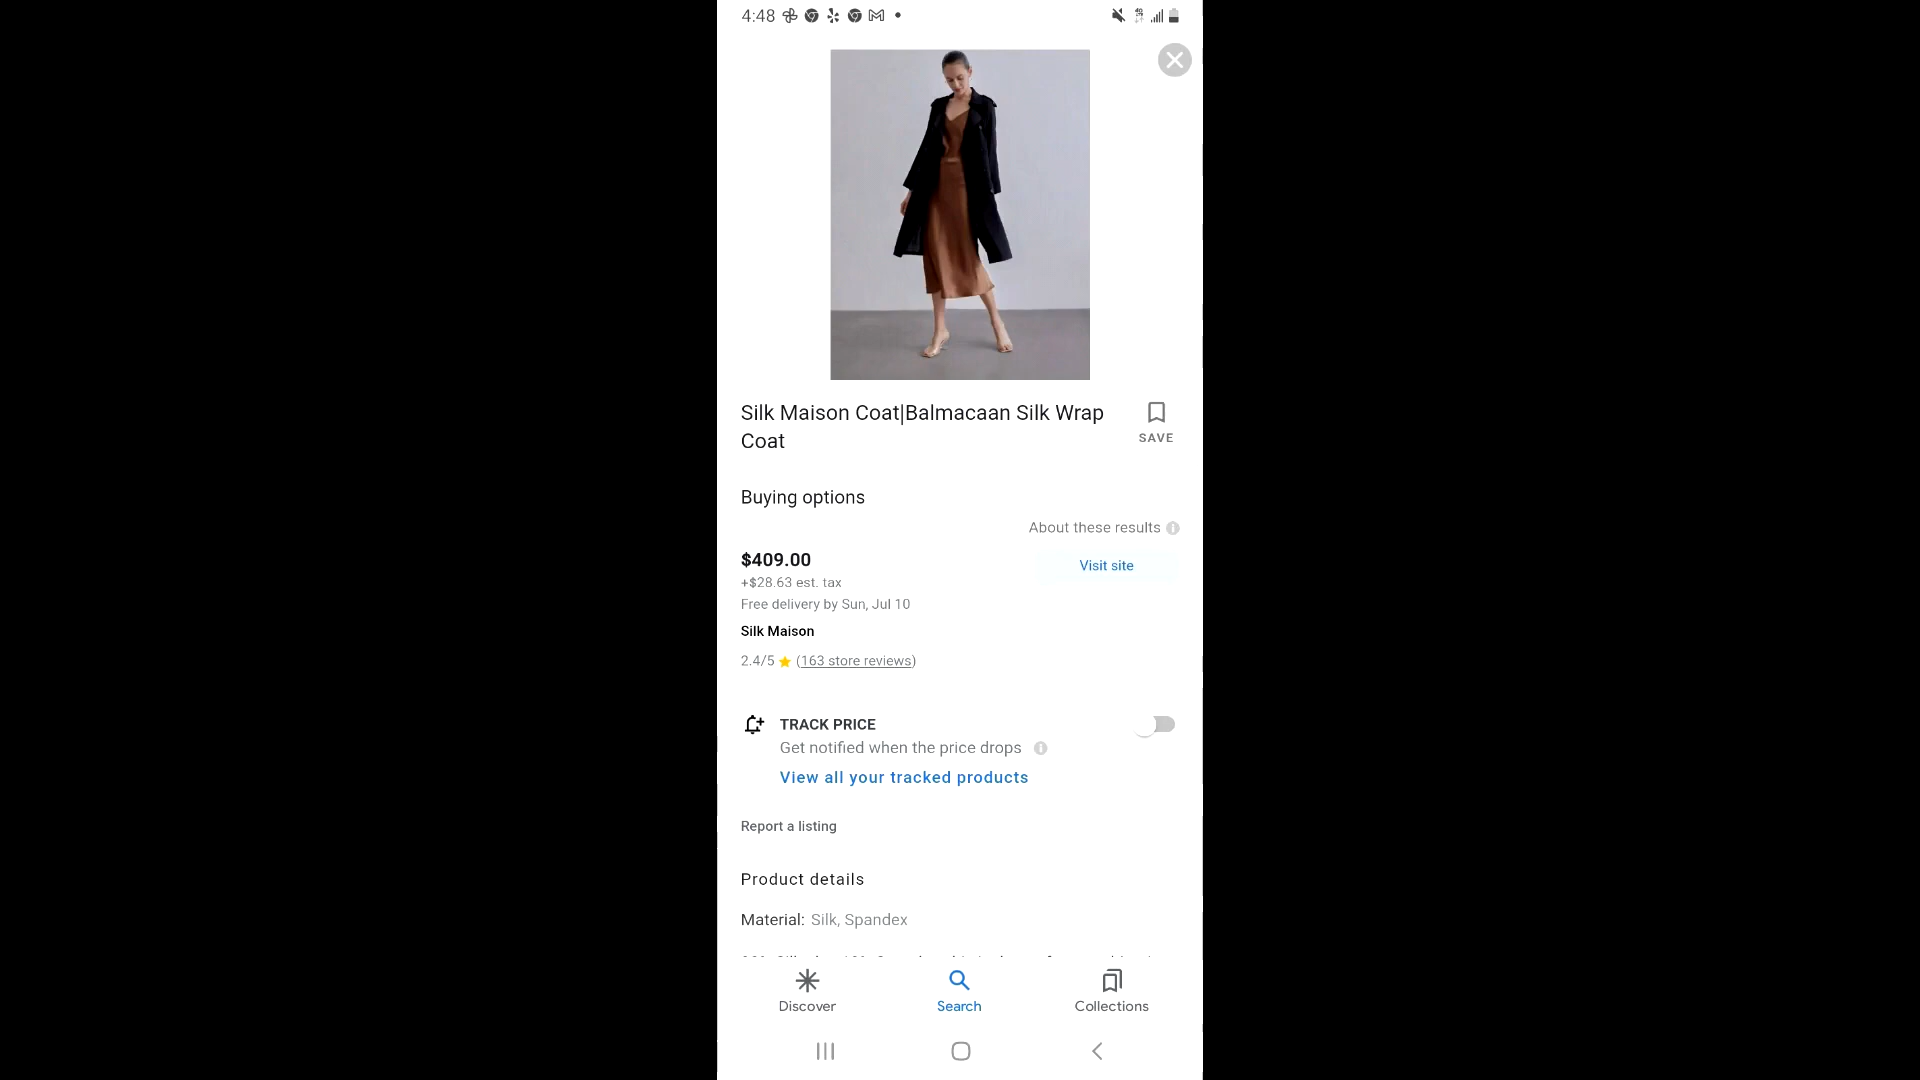 4:48
Silk Maison Coat|Balmacaan Silk Wrap
Coat
SAVE
Buying options
About these results
$409.00
Visit site
+$28.63 est. tax
Free delivery by Sun, Jul 10
Silk Maison
2.4/5 (163 store reviews)
TRACK PRICE
Get notified when the price drops
View all your tracked products
Report a listing
Product details
Material: Silk, Spandex
Discover
Search
Collections